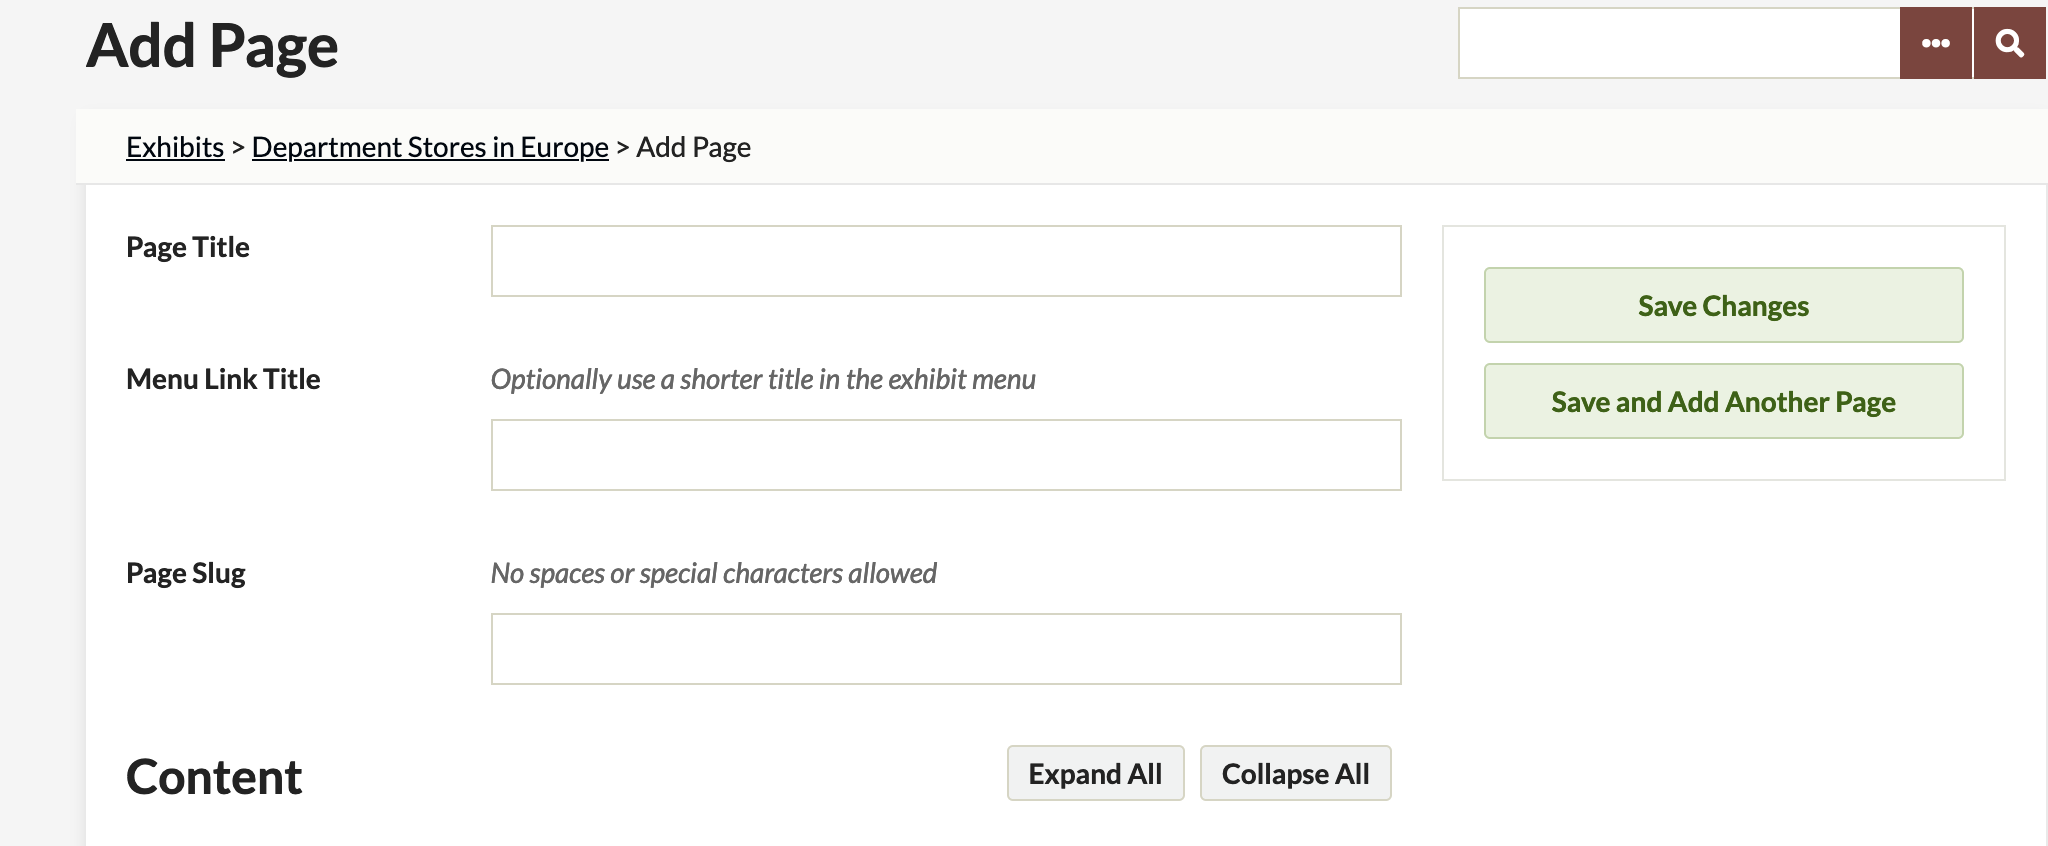 Add Page
Exhibits > Department Stores in Europe > Add Page
Page Title
Save Changes
Menu Link Title
Optionally use a shorter title in the exhibit menu
Save and Add Another Page
Page Slug
No spaces or special characters allowed
Content
Expand All
Collapse All